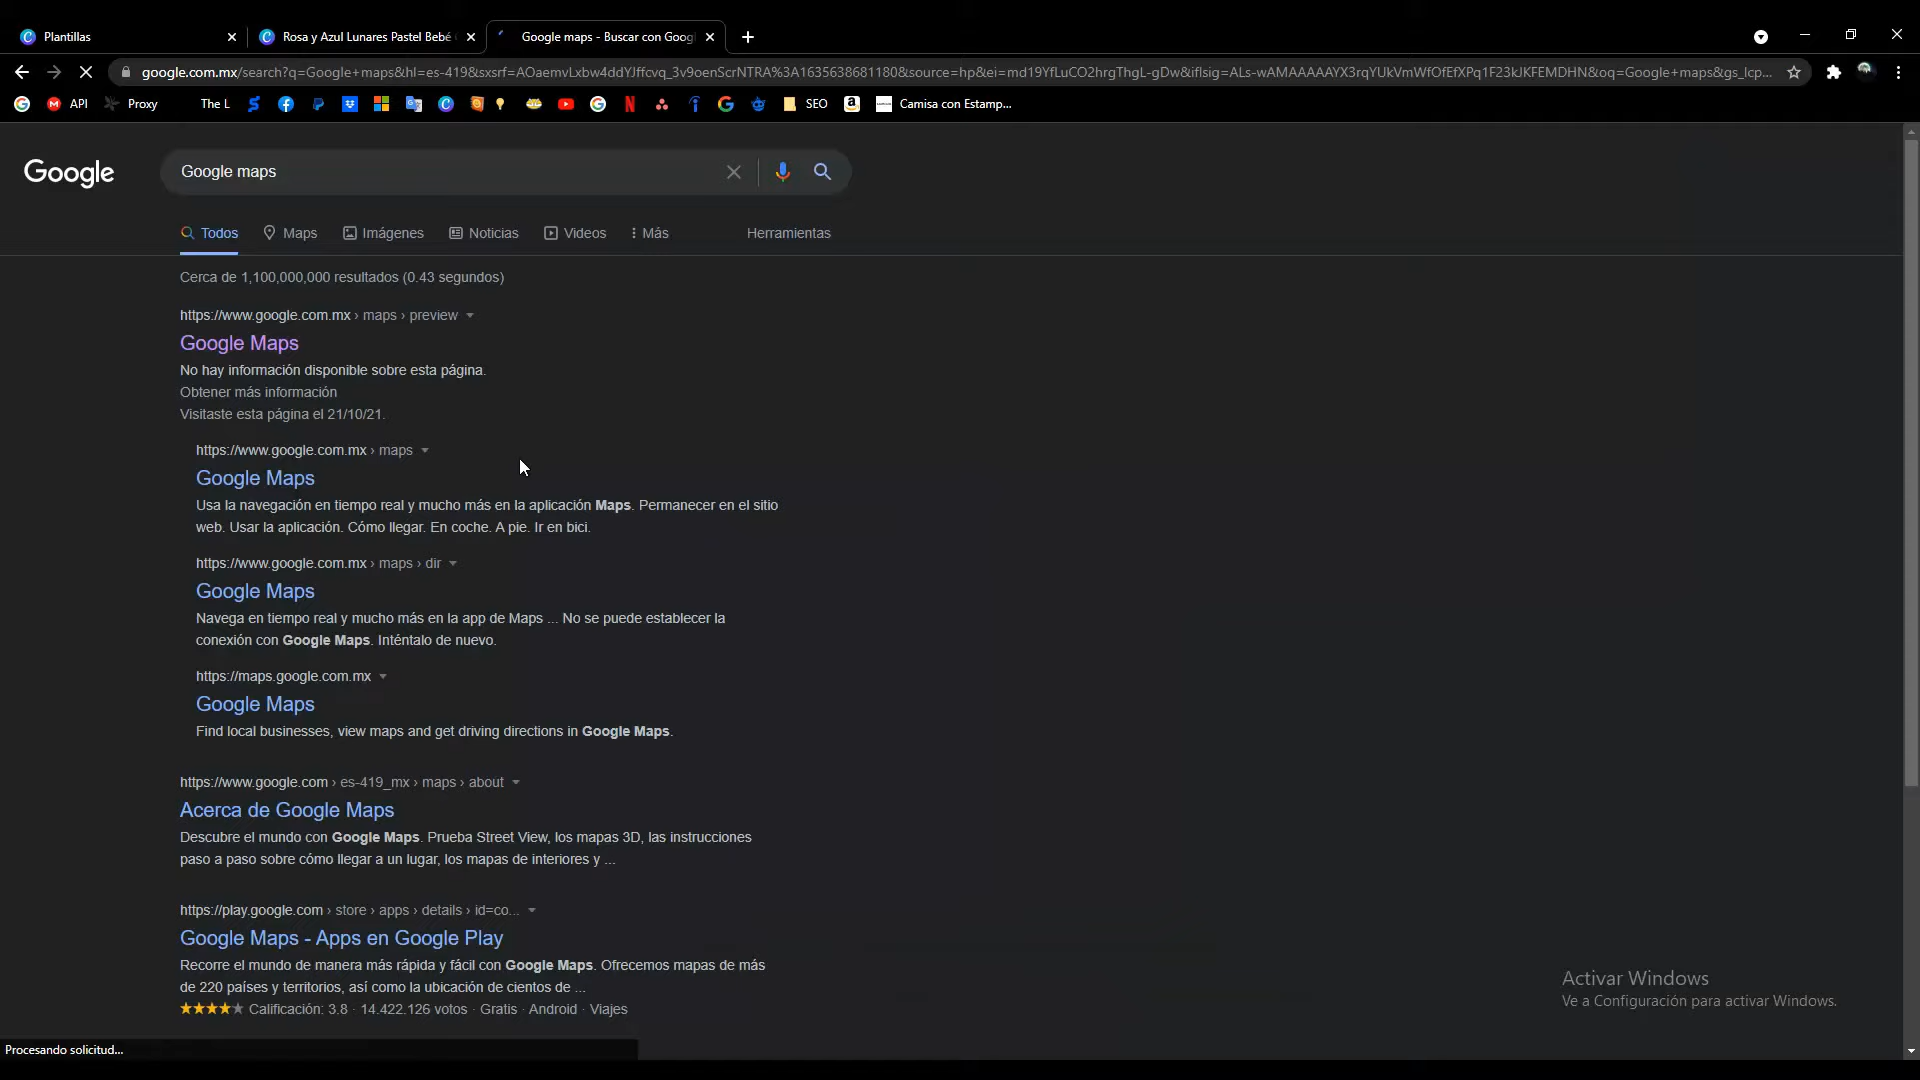 Plantillas
Rosa y Azul Lunares Pastel Bebé
Google maps - Buscar con Goog
google.com.mx/search?q=Google+maps&hl=es-419&sxsrf=AOaemvLxbw4ddYJffcvq_3v9oenScrNTRA%3A1635638681180&source=hp&ei=md19YfLuCO2hrgThgL-gDw&iflsig=ALs-wAMAAAAAYX3rqYUkVmWfOfEfXPq1F23kJKFEMDHN&oq=Google+maps&gs_lcp...
API
Proxy
The L
SEO
Camisa con Estamp...
Google
Google maps
Todos
Maps
Imágenes
Noticias
Videos
Más
Herramientas
Cerca de 1,100,000,000 resultados (0.43 segundos)
https://www.google.com.mx › maps › preview
Google Maps
No hay información disponible sobre esta página.
Obtener más información
Visitaste esta página el 21/10/21.
https://www.google.com.mx › maps
Google Maps
Usa la navegación en tiempo real y mucho más en la aplicación Maps. Permanecer en el sitio
web. Usar la aplicación. Cómo llegar. En coche. A pie. Ir en bici.
https://www.google.com.mx › maps › dir
Google Maps
Navega en tiempo real y mucho más en la app de Maps ... No se puede establecer la
conexión con Google Maps. Inténtalo de nuevo.
https://maps.google.com.mx
Google Maps
Find local businesses, view maps and get driving directions in Google Maps.
https://www.google.com › es-419_mx › maps › about
Acerca de Google Maps
Descubre el mundo con Google Maps. Prueba Street View, los mapas 3D, las instrucciones
paso a paso sobre cómo llegar a un lugar, los mapas de interiores y ...
https://play.google.com › store › apps › details › id=co...
Google Maps - Apps en Google Play
Recorre el mundo de manera más rápida y fácil con Google Maps. Ofrecemos mapas de más
de 220 países y territorios, así como la ubicación de cientos de ...
Calificación: 3.8 · 14.422.126 votos · Gratis · Android · Viajes
Activar Windows
Ve a Configuración para activar Windows.
Procesando solicitud...